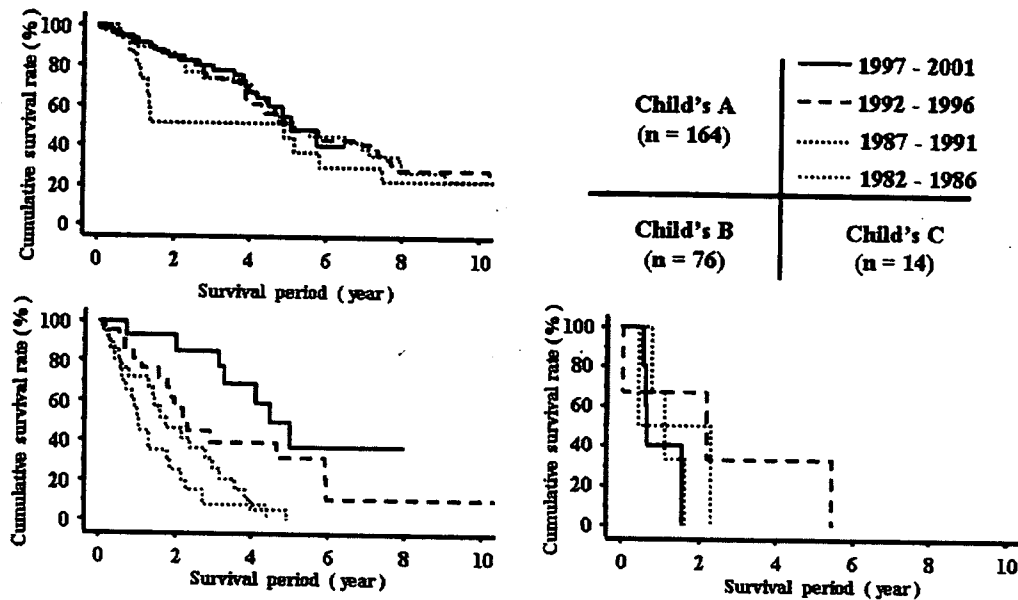 Cumulative survival rate (%)
100
80
60
40
20
0
0 2 4 6 8 10
Survival period (year)
Child's A
(n = 164)
1997 - 2001
1992 - 1996
1987 - 1991
1982 - 1986
Child's B
(n = 76)
Child's C
(n = 14)
Cumulative survival rate (%)
100
80
60
40
20
0
0 2 4 6 8 10
Survival period (year)
Cumulative survival rate (%)
100
80
60
40
20
0
0 2 4 6 8 10
Survival period (year)